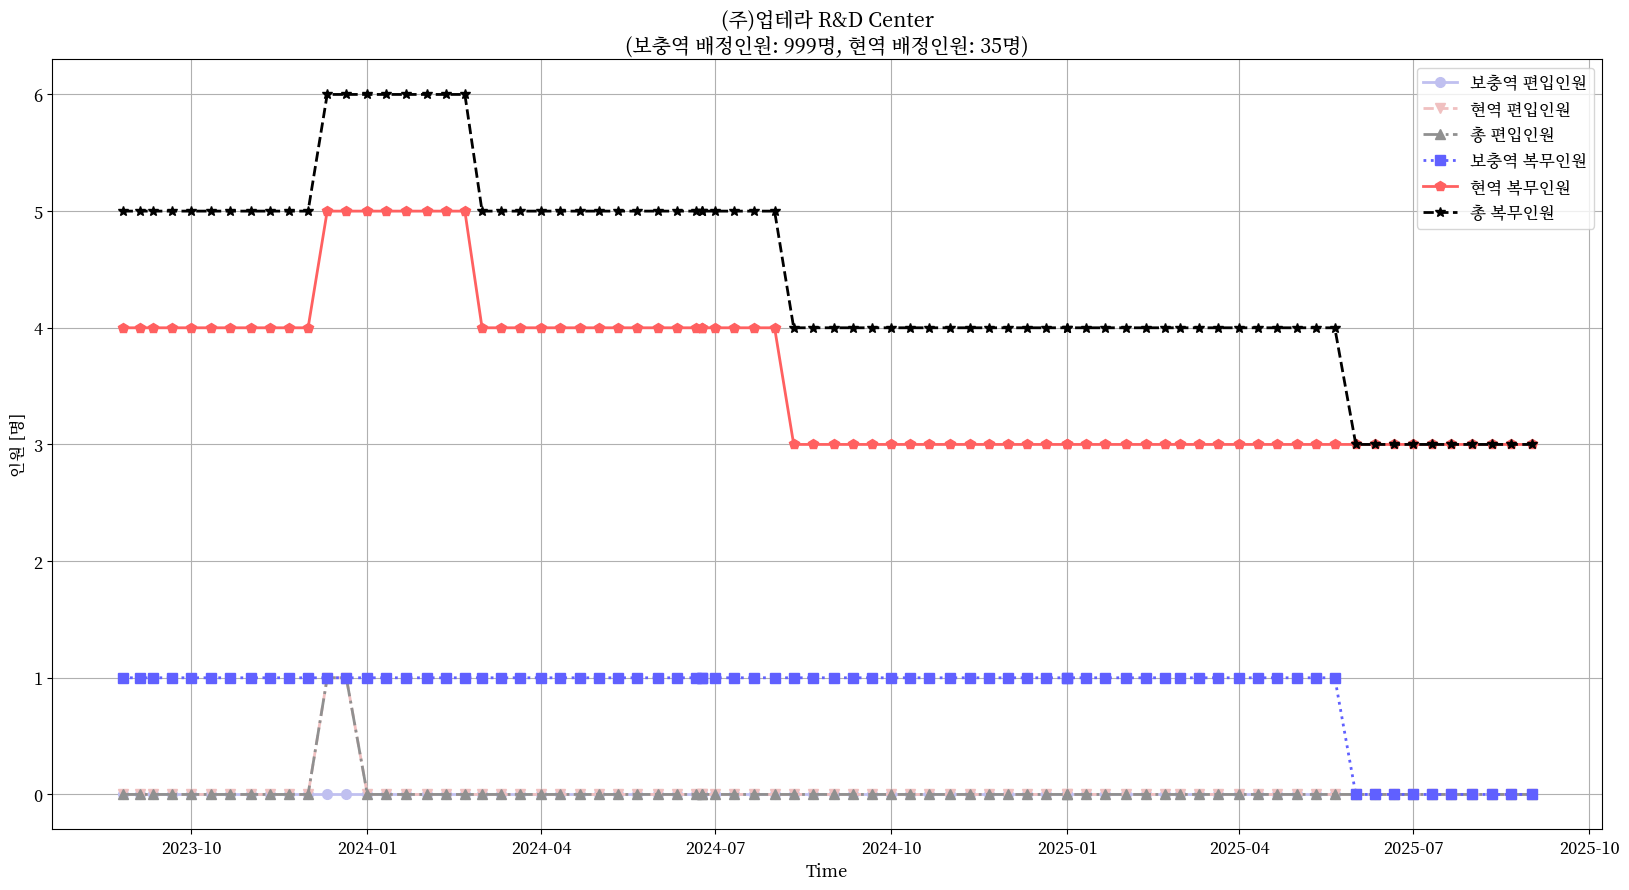 (주)업테라 R&D Center
(보충역 배정인원: 999명, 현역 배정인원: 35명)
인원 [명]
6
5
4
3
2
1
0
보충역 편입인원
현역 편입인원
총 편입인원
보충역 복무인원
현역 복무인원
총 복무인원
2023-10
2024-01
2024-04
2024-07
2024-10
2025-01
2025-04
2025-07
2025-10
Time